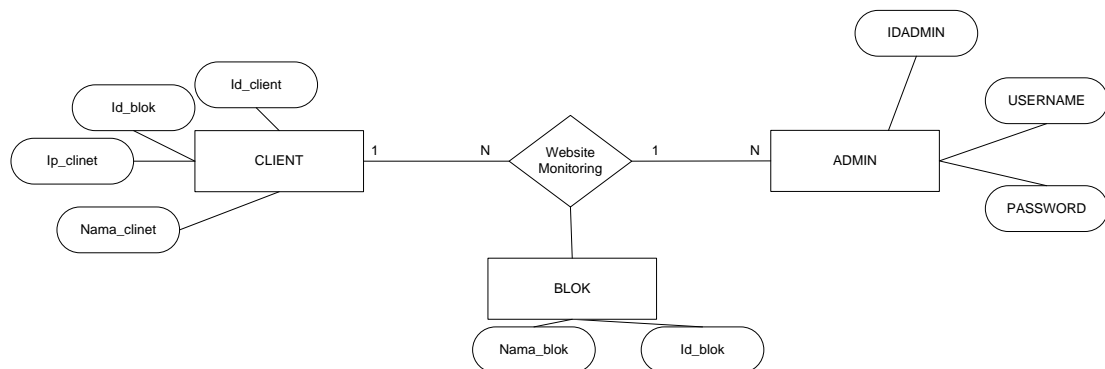 IDADMIN
Id_client
Id_blok
USERNAME
Ip_clinet
CLIENT
1
N
Website
Monitoring
1
N
ADMIN
Nama_clinet
PASSWORD
BLOK
Nama_blok
Id_blok